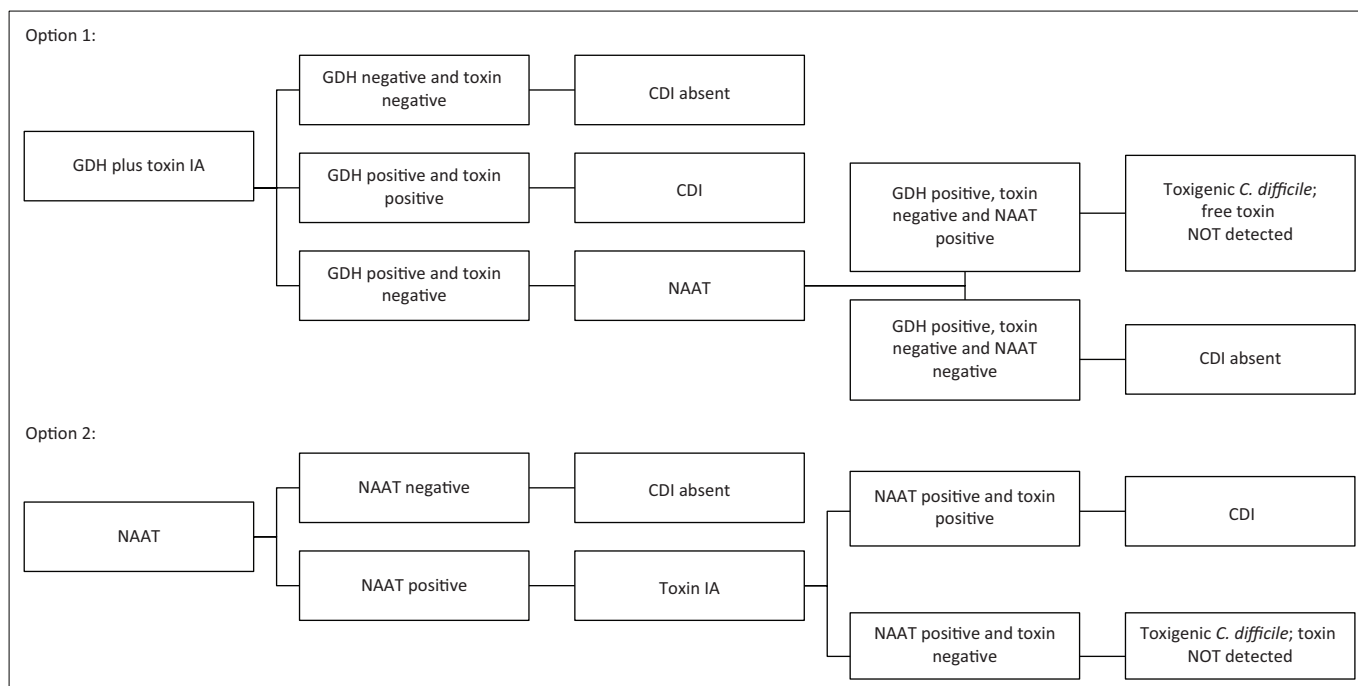 Option 1:
GDH plus toxin IA
GDH negative and toxin
negative
CDI absent
GDH positive and toxin
positive
CDI
GDH positive and toxin
negative
NAAT
GDH positive, toxin
negative and NAAT
positive
Toxigenic C. difficile;
free toxin
NOT detected
GDH positive, toxin
negative and NAAT
negative
CDI absent
Option 2:
NAAT
NAAT negative
CDI absent
NAAT positive
Toxin IA
NAAT positive and toxin
positive
CDI
NAAT positive and toxin
negative
Toxigenic C. difficile; toxin
NOT detected